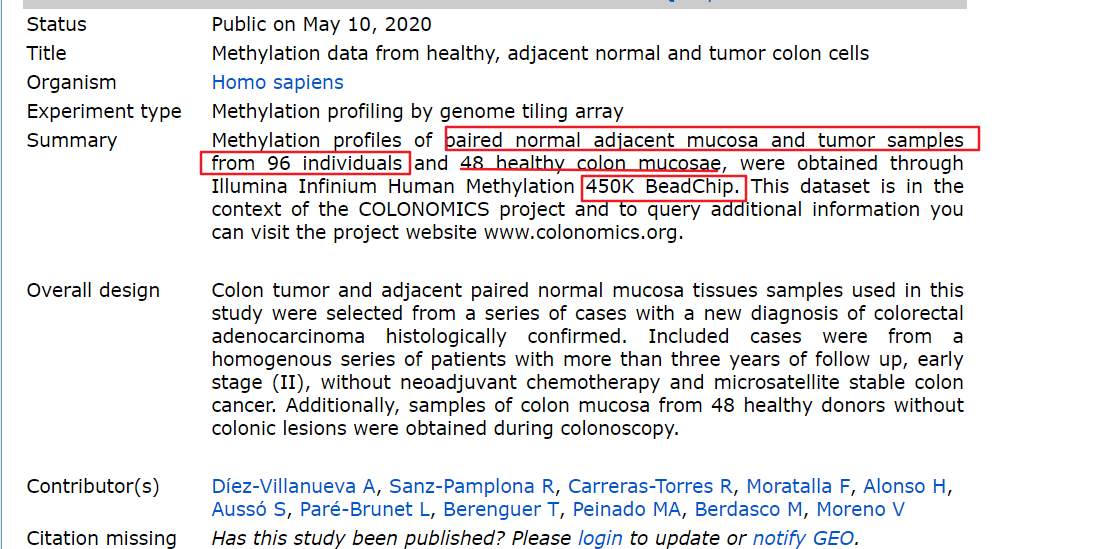 Status Public on May 10, 2020
Title Methylation data from healthy, adjacent normal and tumor colon cells
Organism Homo sapiens
Experiment type Methylation profiling by genome tiling array
Summary Methylation profiles of paired normal adjacent mucosa and tumor samples
from 96 individuals and 48 healthy colon mucosae, were obtained through
Illumina Infinium Human Methylation 450K BeadChip. This dataset is in the
context of the COLONOMICS project and to query additional information you
can visit the project website www.colonomics.org.
Overall design Colon tumor and adjacent paired normal mucosa tissues samples used in this
study were selected from a series of cases with a new diagnosis of colorectal
adenocarcinoma histologically confirmed. Included cases were from a
homogenous series of patients with more than three years of follow up, early
stage (II), without neoadjuvant chemotherapy and microsatellite stable colon
cancer. Additionally, samples of colon mucosa from 48 healthy donors without
colonic lesions were obtained during colonoscopy.
Contributor(s) Díez-Villanueva A, Sanz-Pamplona R, Carreras-Torres R, Moratalla F, Alonso H,
Aussó S, Paré-Brunet L, Berenguer T, Peinado MA, Berdasco M, Moreno V
Citation missing Has this study been published? Please login to update or notify GEO.